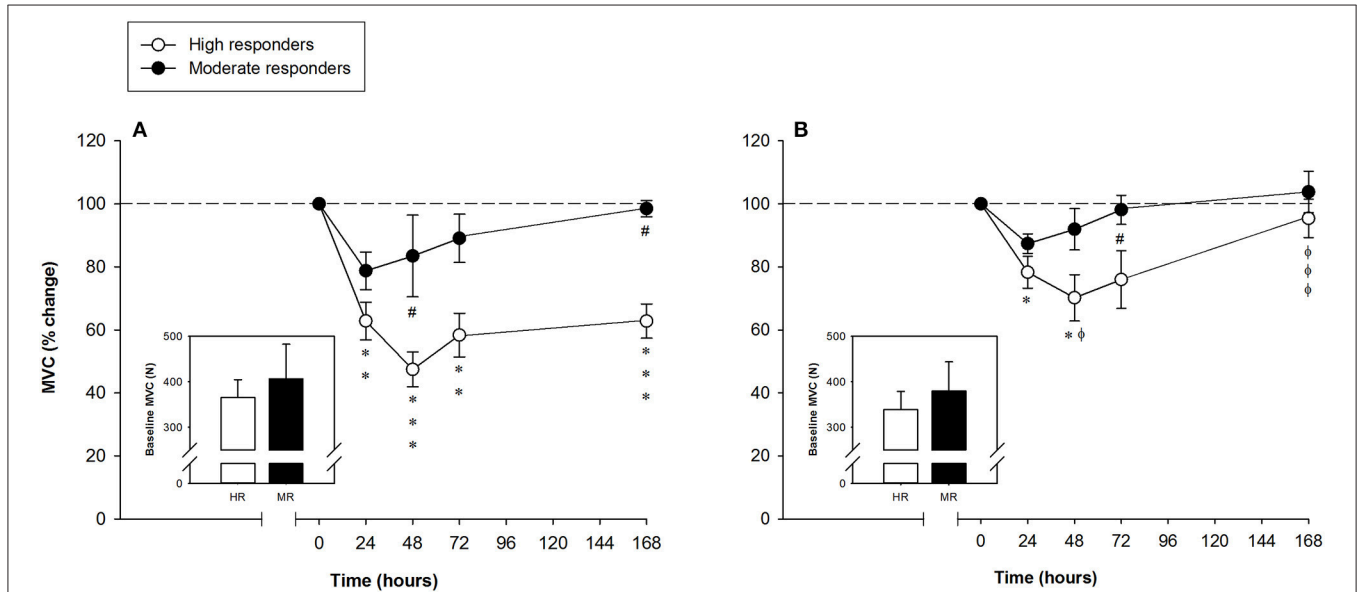 High responders
Moderate responders
A
MVC (% change)
120
100
80
60
40
20
0
#
#
* *
* * *
* *
* * *
Baseline MVC (N)
500
400
300
0
HR MR
0 24 48 72 96 120 144 168
Time (hours)
B
120
100
80
60
40
20
0
#
*
* ϕ
ϕ ϕ ϕ
Baseline MVC (N)
500
400
300
0
HR MR
0 24 48 72 96 120 144 168
Time (hours)